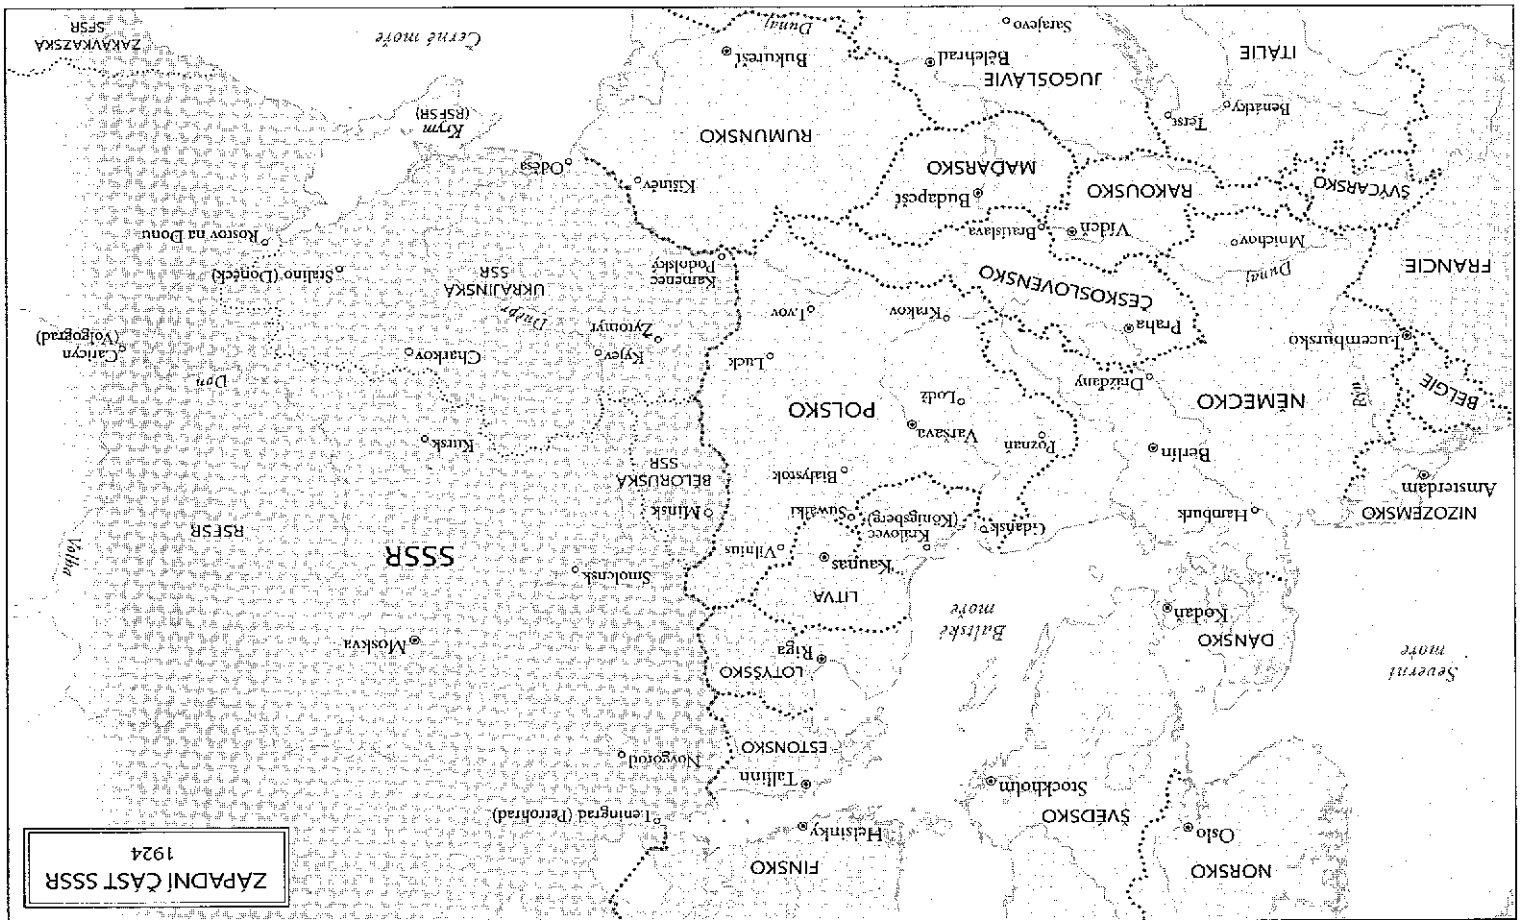 ZÁPADNÍ ČÁST SSSR
1924
NORSKO
Oslo
ŠVÉDSKO
Stockholm
FINSKO
Helsinky
Leningrad (Petrohrad)
Tallinn
ESTONSKO
Novgorod
Severní
moře
DÁNSKO
Kodaň
Baltské
moře
LOTYŠSKO
Riga
Moskva
LITVA
Kaunas
Vilnius
Smolensk
SSSR
RSFSR
Volha
NIZOZEMSKO
Amsterdam
Hamburk
Gdaňsk
Královec
(Königsberg)
Suwałki
Minsk
BĚLORUSKÁ
SSR
Białystok
Berlín
Poznaň
Varšava
Kursk
BELGIE
Rýn
NĚMECKO
Drážďany
Lodž
POLSKO
Luck
Kyjev
Žytomyr
Charkov
Don
Caricyn
(Volgograd)
Lucembursko
Praha
ČESKOSLOVENSKO
Krakov
Lvov
Dněpr
UKRAJINSKÁ
SSR
Stalino (Doněck)
FRANCIE
Dunaj
Mnichov
Vídeň
Bratislava
Kamenec
Podolský
Rostov na Donu
ŠVÝCARSKO
RAKOUSKO
Budapešť
MAĎARSKO
Kišiněv
Oděsa
RUMUNSKO
Krym
(RSFSR)
Benátky
Terst
ITÁLIE
JUGOSLÁVIE
Bělehrad
Bukurešť
Černé moře
ZAKAVKAZSKÁ
SFSR
Sarajevo
Dunaj